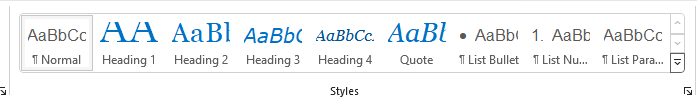 AaBbCc AA AaBl AaBb( AaBbCc. AaBl • AaBb( 1. AaBb( AaBbCc
¶ Normal Heading 1 Heading 2 Heading 3 Heading 4 Quote ¶ List Bullet ¶ List Nu... ¶ List Para...
Styles